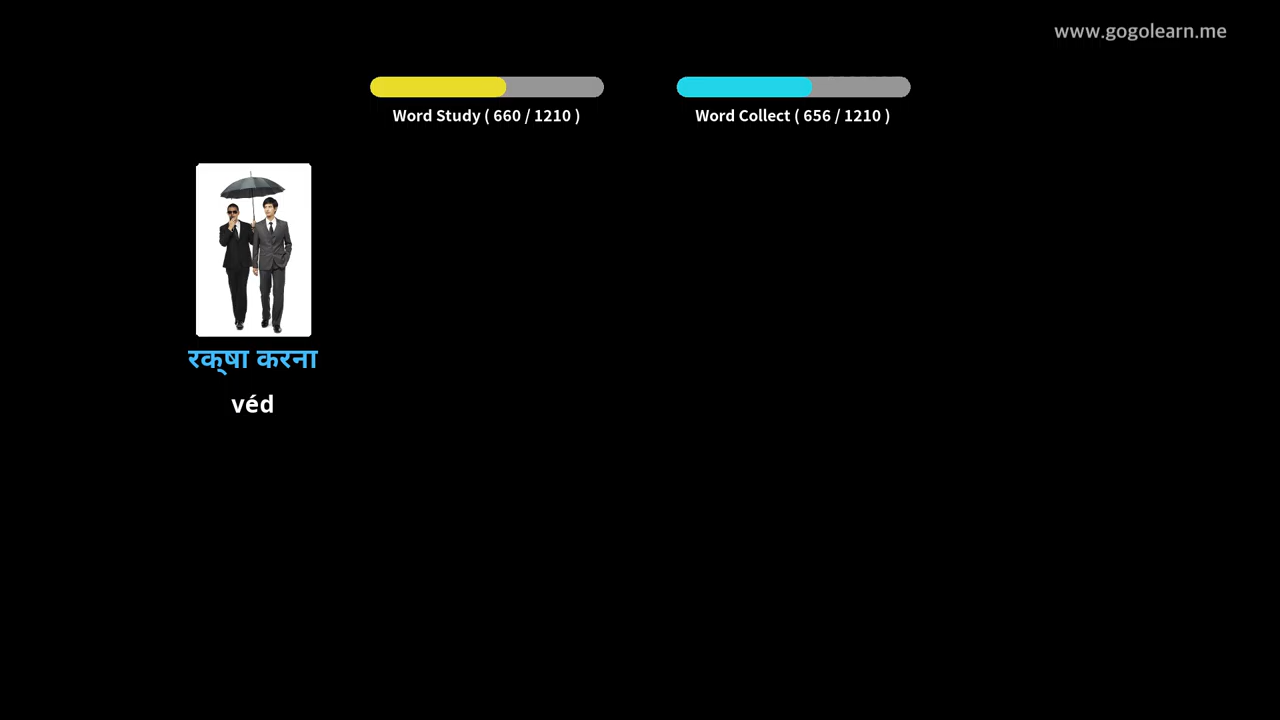 www.gogolearn.me
Word Study ( 660 / 1210 )
Word Collect ( 656 / 1210 )
रक्षा करना
véd